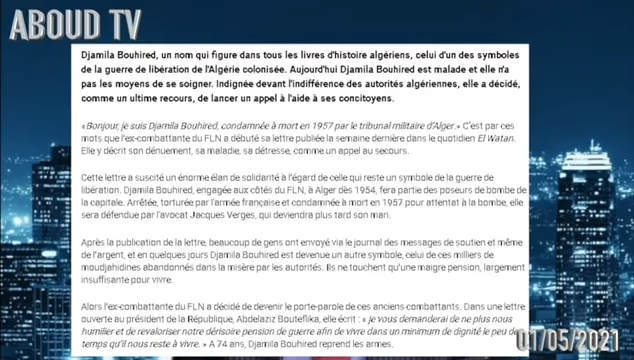 ABOUD TV
Djamila Bouhired, un nom qui figure dans tous les livres d'histoire algériens, celui d'un des symboles
de la guerre de libération de l'Algérie colonisée. Aujourd'hui Djamila Bouhired est malade et elle n'a
pas les moyens de se soigner. Indignée devant l'indifférence des autorités algériennes, elle a décidé,
comme un ultime recours, de lancer un appel à l'aide à ses concitoyens.
« Bonjour, je suis Djamila Bouhired, condamnée à mort en 1957 par le tribunal militaire d'Alger.» C'est par ces
mots que l'ex-combattante du FLN a débuté sa lettre publiée la semaine dernière dans le quotidien El Watan.
Elle y décrit son dénuement, sa maladie, sa détresse, comme un appel au secours.
Cette lettre a suscité un énorme élan de solidarité à l'égard de celle qui reste un symbole de la guerre de
libération. Djamila Bouhired, engagée aux côtés du FLN, à Alger dès 1954, fera partie des poseurs de bombe de la
capitale. Arrêtée, torturée par l'armée française et condamnée à mort en 1957 pour attentat à la bombe, elle
sera défendue par l'avocat Jacques Verges, qui deviendra plus tard son mari.
Après la publication de la lettre, beaucoup de gens ont envoyé via le journal des messages de soutien et même
de l'argent, et en quelques jours Djamila Bouhired est devenue un autre symbole, celui de ces milliers de
moudjahidines abandonnés dans la misère par les autorités. Ils ne touchent qu'une maigre pension, largement
insuffisante pour vivre.
Alors l'ex-combattante du FLN a décidé de devenir le porte-parole de ces anciens combattants. Dans une lettre
ouverte au président de la République, Abdelaziz Bouteflika, elle écrit : « je vous demanderai de ne plus nous
humilier et de revaloriser notre dérisoire pension de guerre afin de vivre dans un minimum de dignité le peu de
temps qu'il nous reste à vivre. » A 74 ans, Djamila Bouhired reprend les armes.
01/05/2021